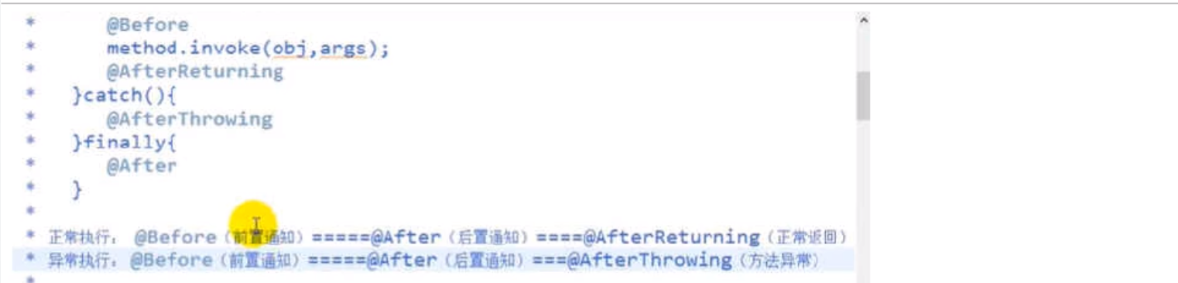 * @Before
* method.invoke(obj,args);
* @AfterReturning
* }catch(){
* @AfterThrowing
* }finally{
* @After
* }
*
* 正常执行： @Before（前置通知）=====@After（后置通知）====@AfterReturning（正常返回）
* 异常执行： @Before（前置通知）=====@After（后置通知）===@AfterThrowing（方法异常）
*